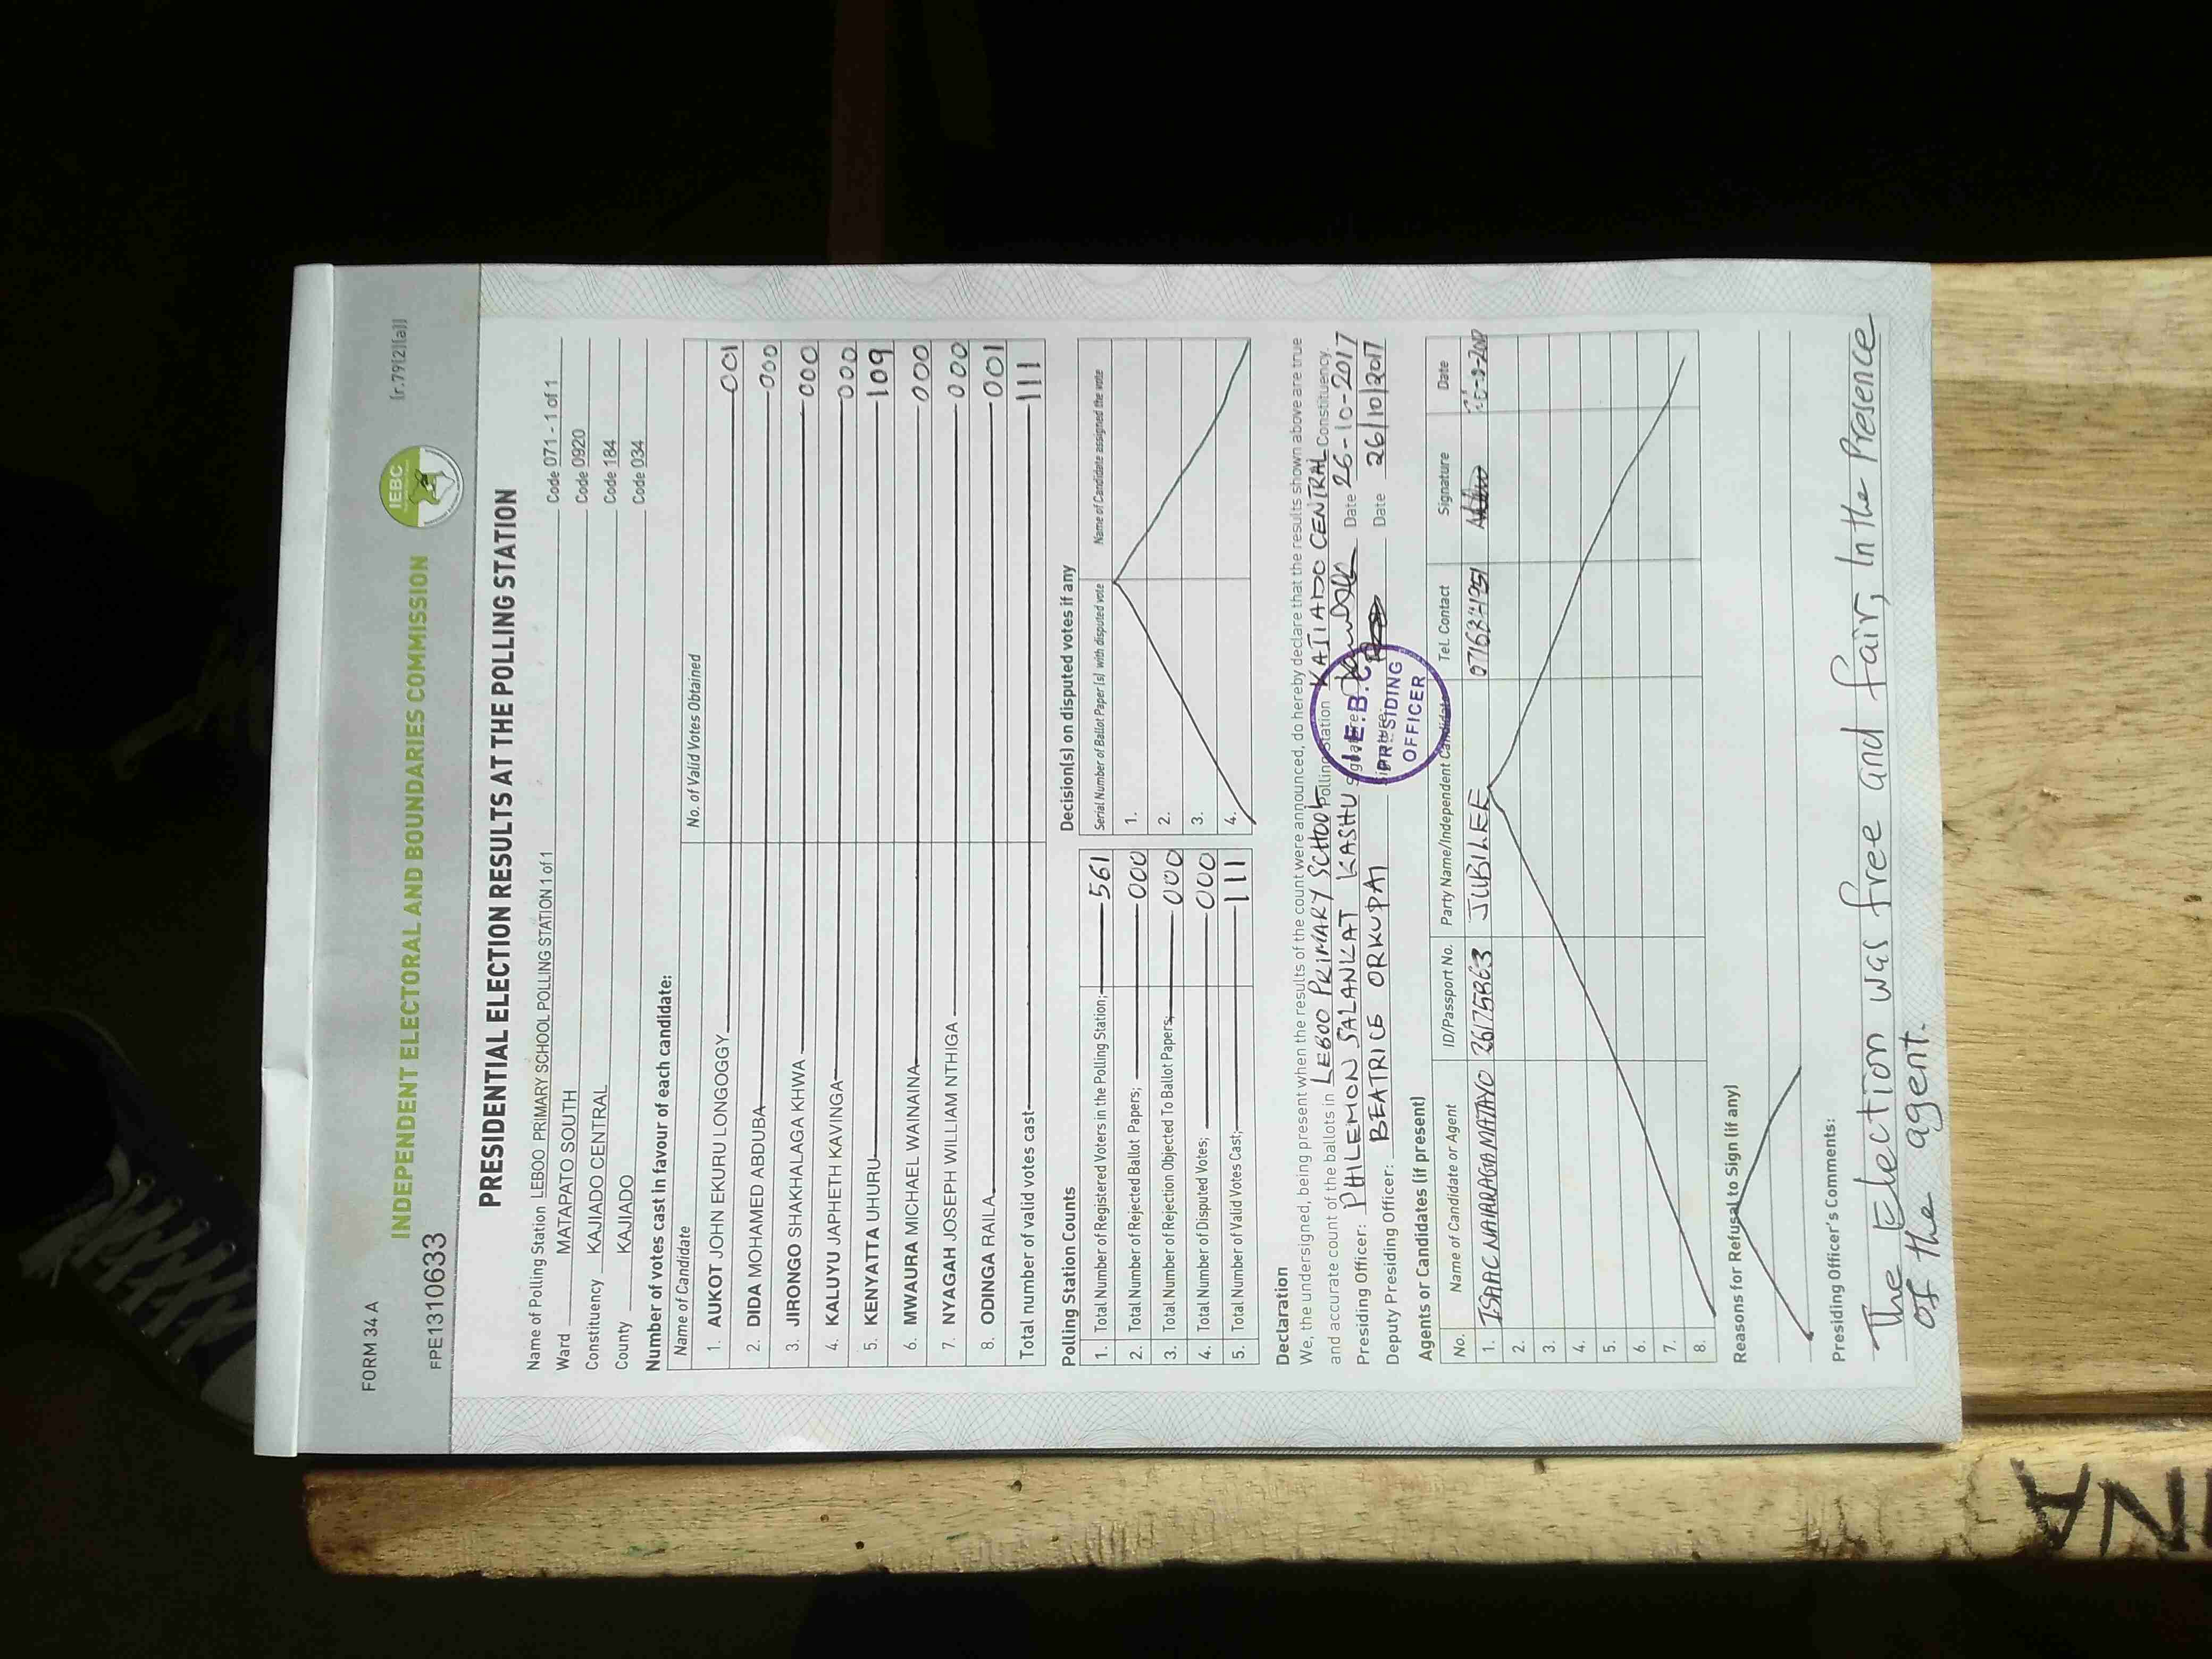 FORM 34 A
[r.79(2)(a)]
INDEPENDENT ELECTORAL AND BOUNDARIES COMMISSION
IEBC
FPE1310633
PRESIDENTIAL ELECTION RESULTS AT THE POLLING STATION
Name of Polling Station LEBOO PRIMARY SCHOOL POLLING STATION 1 of 1 Code 071 - 1 of 1
Ward MATAPATO SOUTH Code 0920
Constituency KAJIADO CENTRAL Code 184
County KAJIADO Code 034
Number of votes cast in favour of each candidate:
Name of Candidate No. of Valid Votes Obtained
1. AUKOT JOHN EKURU LONGOGGY 001
2. DIDA MOHAMED ABDUBA 000
3. JIRONGO SHAKHALAGA KHWA 000
4. KALUYU JAPHETH KAVINGA 000
5. KENYATTA UHURU 109
6. MWAURA MICHAEL WAINAINA 000
7. NYAGAH JOSEPH WILLIAM NTHIGA 000
8. ODINGA RAILA 001
Total number of valid votes cast 111
Polling Station Counts
1. Total Number of Registered Voters in the Polling Station; 561
2. Total Number of Rejected Ballot Papers; 000
3. Total Number of Rejection Objected To Ballot Papers; 000
4. Total Number of Disputed Votes; 000
5. Total Number of Valid Votes Cast; 111
Decision(s) on disputed votes if any
Serial Number of Ballot Paper (s) with disputed vote Name of Candidate assigned the vote
1.
2.
3.
4.
Declaration
We, the undersigned, being present when the results of the count were announced, do hereby declare that the results shown above are true
and accurate count of the ballots in LEBOO PRIMARY SCHOOL Polling Station KAJIADO CENTRAL Constituency.
Presiding Officer: PHILEMON SALANKAT KASHU Signature Date 26-10-2017
Deputy Presiding Officer: BEATRICE ORKUPAI Signature: Date 26/10/2017
I.E.B.C
PRESIDING
OFFICER
Agents or Candidates (if present)
No. Name of Candidate or Agent ID/Passport No. Party Name/Independent Candidate Tel. Contact Signature Date
1. ISAAC MATAYO 26175863 JUBILEE
2.
3.
4.
5.
6.
7.
8.
Reasons for Refusal to Sign (if any)
Presiding Officer's Comments:
The Election was free and fair, In the Presence
of the agent.
INA